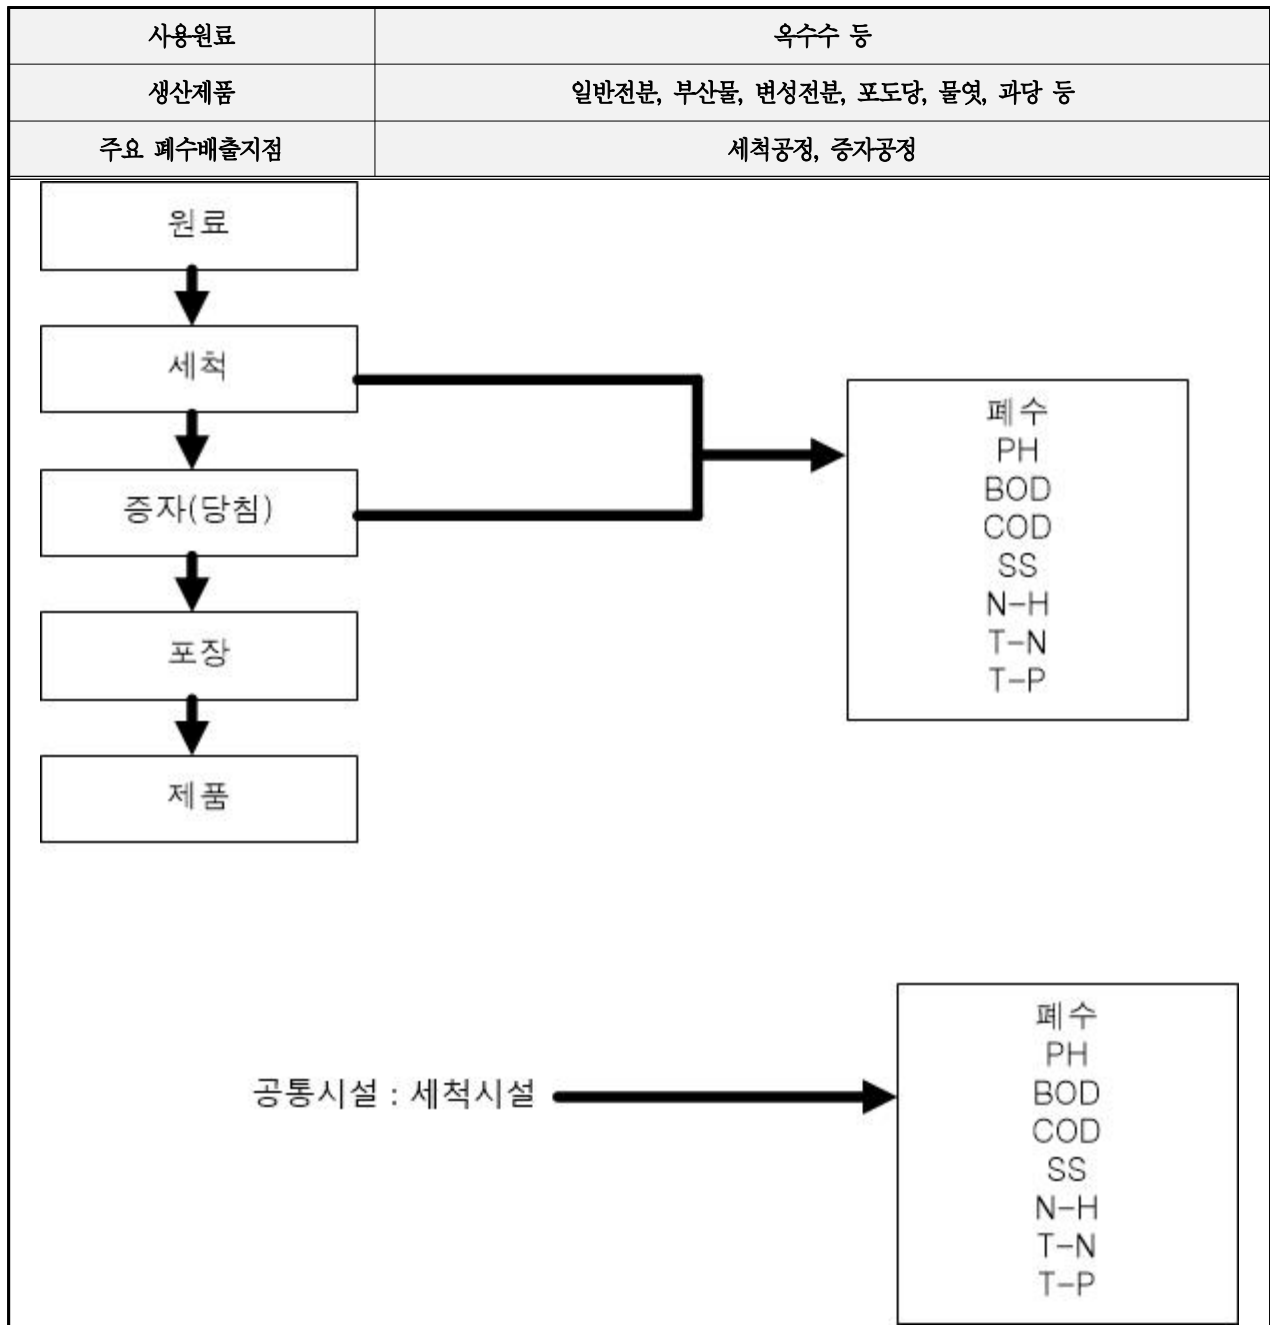 사용원료 옥수수 등
생산제품 일반전분, 부산물, 변성전분, 포도당, 물엿, 과당 등
주요 폐수배출지점 세척공정, 증자공정
원료
세척
증자(당침)
포장
제품
폐수
PH
BOD
COD
SS
N-H
T-N
T-P
공통시설 : 세척시설
폐수
PH
BOD
COD
SS
N-H
T-N
T-P